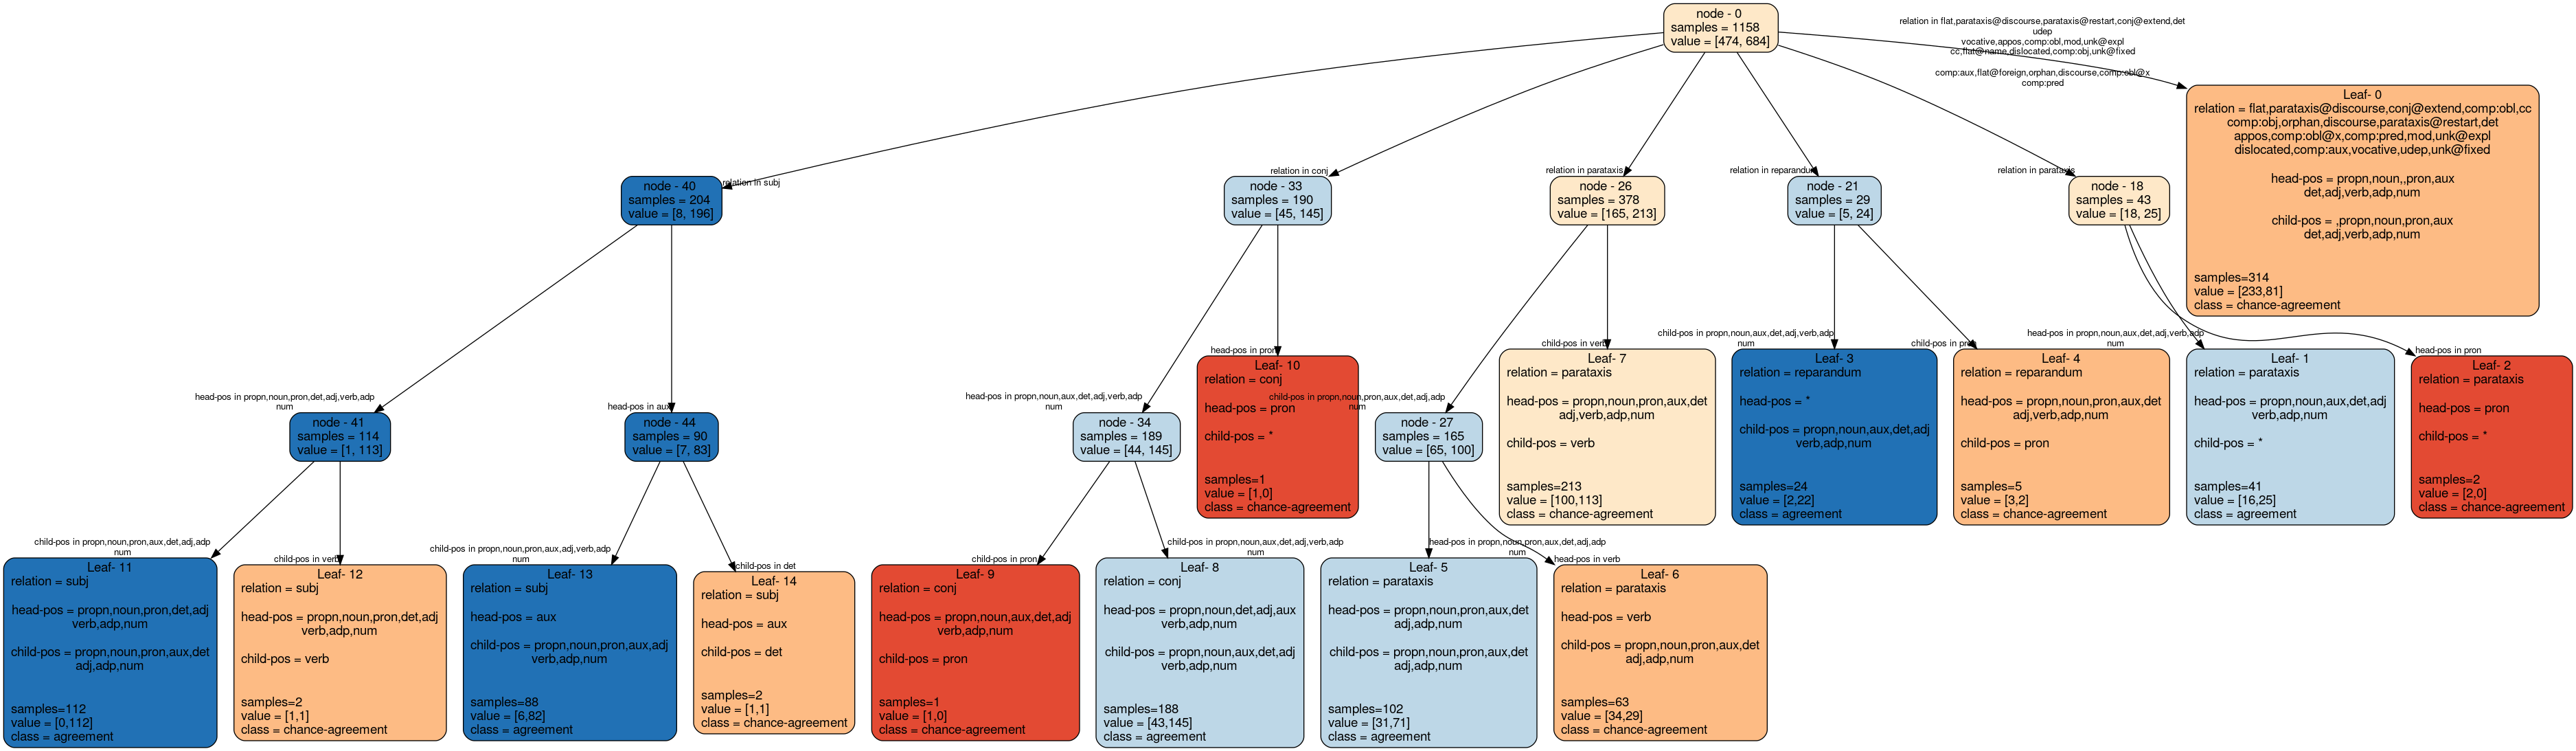 node - 0
samples = 1158
value = [474, 684]
relation in flat,parataxis@discourse,parataxis@restart,conj@extend,det
udep
vocative,appos,comp:obl,mod,unk@expl
cc,flat@name,dislocated,comp:obj,unk@fixed
comp:aux,flat@foreign,orphan,discourse,comp:obl@x
comp:pred
Leaf- 0
relation = flat,parataxis@discourse,conj@extend,comp:obl,cc
comp:obj,orphan,discourse,parataxis@restart,det
appos,comp:obl@x,comp:pred,mod,unk@expl
dislocated,comp:aux,vocative,udep,unk@fixed
head-pos = propn,noun,,pron,aux
det,adj,verb,adp,num
child-pos = ,propn,noun,pron,aux
det,adj,verb,adp,num
samples=314
value = [233,81]
class = chance-agreement
relation in subj
node - 40
samples = 204
value = [8, 196]
relation in conj
node - 33
samples = 190
value = [45, 145]
relation in parataxis
node - 26
samples = 378
value = [165, 213]
relation in reparandum
node - 21
samples = 29
value = [5, 24]
relation in parataxis
node - 18
samples = 43
value = [18, 25]
head-pos in propn,noun,pron,det,adj,verb,adp
num
node - 41
samples = 114
value = [1, 113]
head-pos in aux
node - 44
samples = 90
value = [7, 83]
head-pos in propn,noun,aux,det,adj,verb,adp
num
node - 34
samples = 189
value = [44, 145]
head-pos in pron
Leaf- 10
relation = conj
head-pos = pron
child-pos = *
samples=1
value = [1,0]
class = chance-agreement
child-pos in propn,noun,pron,aux,det,adj,adp
num
node - 27
samples = 165
value = [65, 100]
child-pos in verb
Leaf- 7
relation = parataxis
head-pos = propn,noun,pron,aux,det
adj,verb,adp,num
child-pos = verb
samples=213
value = [100,113]
class = chance-agreement
child-pos in propn,noun,aux,det,adj,verb,adp
num
Leaf- 3
relation = reparandum
head-pos = *
child-pos = propn,noun,aux,det,adj
verb,adp,num
samples=24
value = [2,22]
class = agreement
child-pos in pron
Leaf- 4
relation = reparandum
head-pos = propn,noun,pron,aux,det
adj,verb,adp,num
child-pos = pron
samples=5
value = [3,2]
class = chance-agreement
head-pos in propn,noun,aux,det,adj,verb,adp
num
Leaf- 1
relation = parataxis
head-pos = propn,noun,aux,det,adj
verb,adp,num
child-pos = *
samples=41
value = [16,25]
class = agreement
head-pos in pron
Leaf- 2
relation = parataxis
head-pos = pron
child-pos = *
samples=2
value = [2,0]
class = chance-agreement
child-pos in propn,noun,pron,aux,det,adj,adp
num
Leaf- 11
relation = subj
head-pos = propn,noun,pron,det,adj
verb,adp,num
child-pos = propn,noun,pron,aux,det
adj,adp,num
samples=112
value = [0,112]
class = agreement
child-pos in verb
Leaf- 12
relation = subj
head-pos = propn,noun,pron,det,adj
verb,adp,num
child-pos = verb
samples=2
value = [1,1]
class = chance-agreement
child-pos in propn,noun,pron,aux,adj,verb,adp
num
Leaf- 13
relation = subj
head-pos = aux
child-pos = propn,noun,pron,aux,adj
verb,adp,num
samples=88
value = [6,82]
class = agreement
child-pos in det
Leaf- 14
relation = subj
head-pos = aux
child-pos = det
samples=2
value = [1,1]
class = chance-agreement
child-pos in pron
Leaf- 9
relation = conj
head-pos = propn,noun,aux,det,adj
verb,adp,num
child-pos = pron
samples=1
value = [1,0]
class = chance-agreement
child-pos in propn,noun,aux,det,adj,verb,adp
num
Leaf- 8
relation = conj
head-pos = propn,noun,det,adj,aux
verb,adp,num
child-pos = propn,noun,aux,det,adj
verb,adp,num
samples=188
value = [43,145]
class = agreement
head-pos in propn,noun,pron,aux,det,adj,adp
num
Leaf- 5
relation = parataxis
head-pos = propn,noun,pron,aux,det
adj,adp,num
child-pos = propn,noun,pron,aux,det
adj,adp,num
samples=102
value = [31,71]
class = agreement
head-pos in verb
Leaf- 6
relation = parataxis
head-pos = verb
child-pos = propn,noun,pron,aux,det
adj,adp,num
samples=63
value = [34,29]
class = chance-agreement